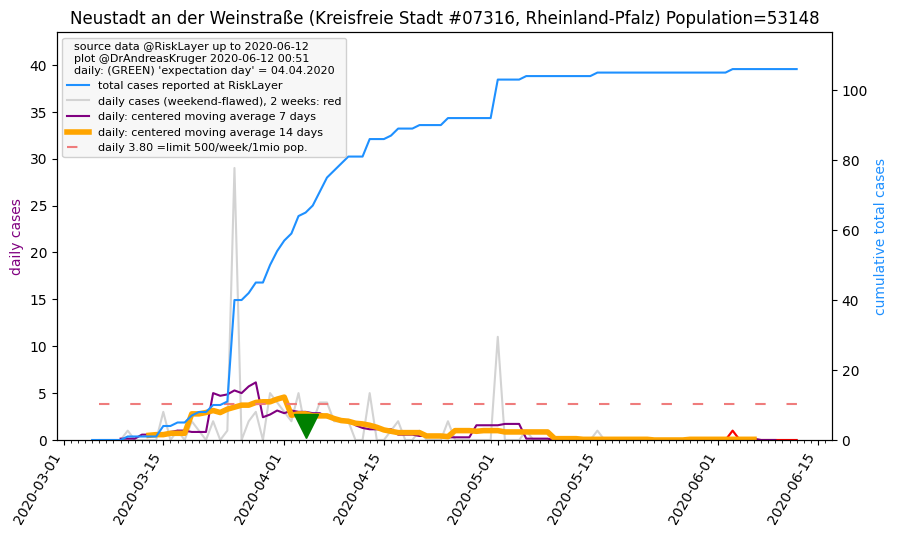 Neustadt an der Weinstraße (Kreisfreie Stadt #07316, Rheinland-Pfalz) Population=53148
source data @RiskLayer up to 2020-06-12
plot @DrAndreasKruger 2020-06-12 00:51
daily: (GREEN) 'expectation day' = 04.04.2020
total cases reported at RiskLayer
daily cases (weekend-flawed), 2 weeks: red
daily: centered moving average 7 days
daily: centered moving average 14 days
daily 3.80 =limit 500/week/1mio pop.
daily cases
40
35
30
25
20
15
10
5
0
cumulative total cases
100
80
60
40
20
0
2020-03-01
2020-03-15
2020-04-01
2020-04-15
2020-05-01
2020-05-15
2020-06-01
2020-06-15